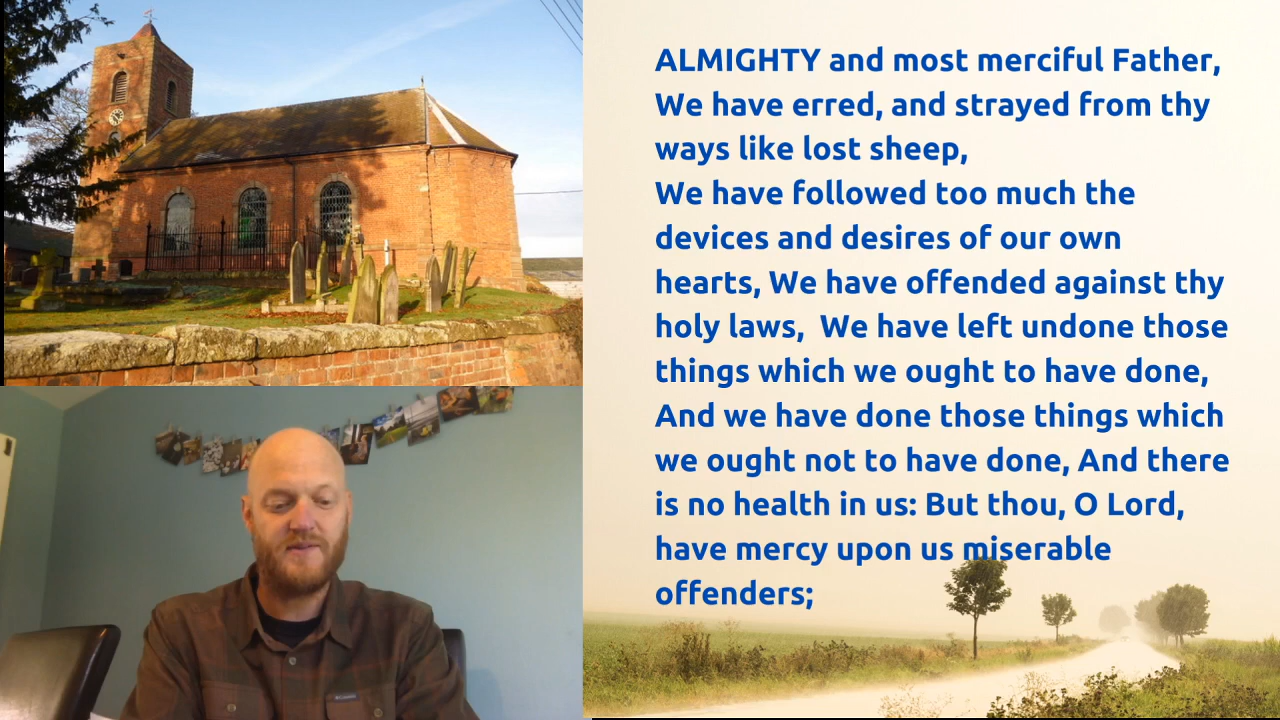 ALMIGHTY and most merciful Father,
We have erred, and strayed from thy
ways like lost sheep,
We have followed too much the
devices and desires of our own
hearts, We have offended against thy
holy laws,  We have left undone those
things which we ought to have done,
And we have done those things which
we ought not to have done, And there
is no health in us: But thou, O Lord,
have mercy upon us miserable
offenders;